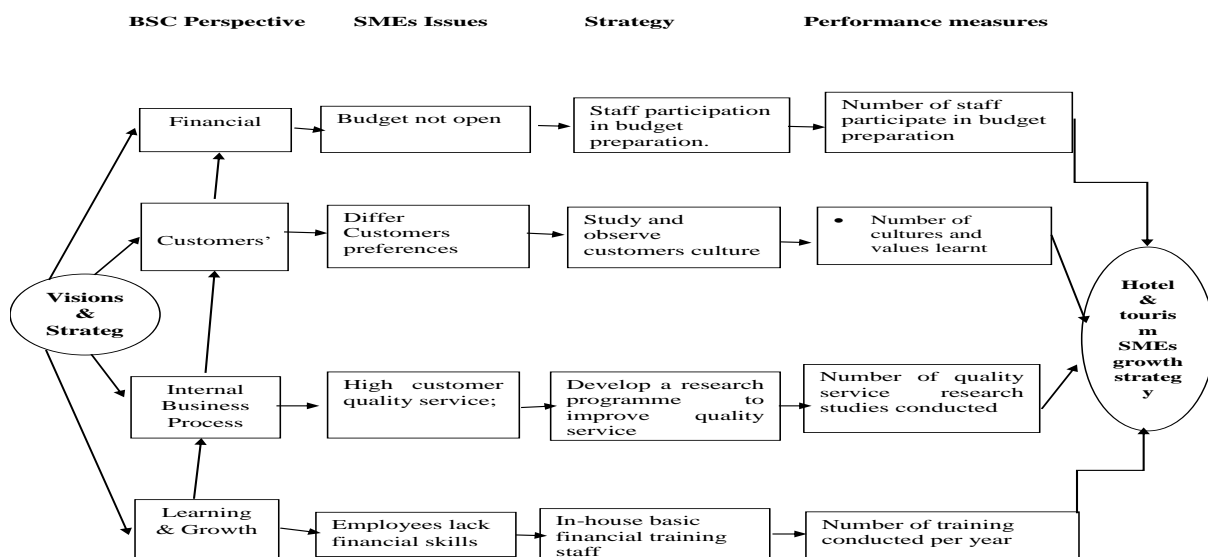 BSC Perspective SMEs Issues Strategy Performance measures
Financial
Budget not open
Staff participation
in budget
preparation.
Number of staff
participate in budget
preparation
Customers’
Differ
Customers
preferences
Study and
observe
customers culture
• Number of
cultures and
values learnt
Visions
&
Strateg
Hotel
&
touris
m
SMEs
growth
strateg
y
Internal
Business
Process
High customer
quality service;
Develop a research
programme to
improve quality
service
Number of quality
service research
studies conducted
Learning
& Growth
Employees lack
financial skills
In-house basic
financial training
staff
Number of training
conducted per year